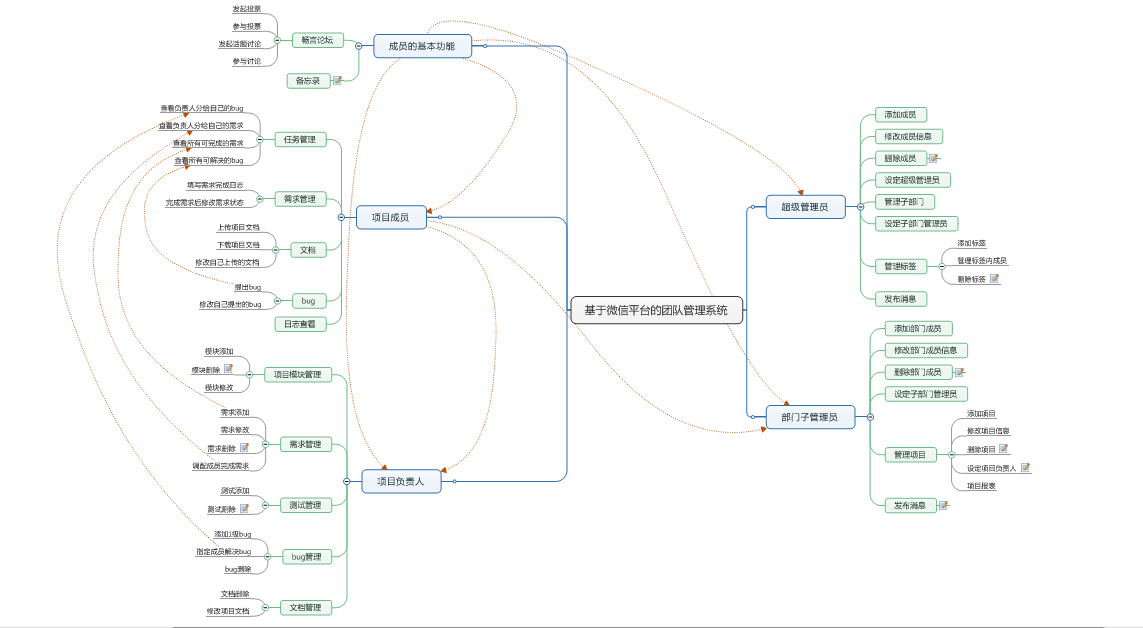 基于微信平台的团队管理系统
成员的基本功能
畅言论坛
发起投票
参与投票
发起话题讨论
参与讨论
备忘录
项目成员
任务管理
查看负责人分给自己的bug
查看负责人分给自己的需求
查看所有可完成的需求
查看所有可解决的bug
需求管理
填写需求完成日志
完成需求后修改需求状态
文档
上传项目文档
下载项目文档
修改自己上传的文档
bug
提出bug
修改自己提出的bug
日志查看
项目负责人
项目模块管理
模块添加
模块删除
模块修改
需求管理
需求添加
需求修改
需求删除
调配成员完成需求
测试管理
测试添加
测试删除
bug管理
添加1级bug
指定成员解决bug
bug删除
文档管理
文档删除
修改项目文档
超级管理员
添加成员
修改成员信息
删除成员
设定超级管理员
管理子部门
设定子部门管理员
管理标签
添加标签
管理标签内成员
删除标签
发布消息
部门子管理员
添加部门成员
修改部门成员信息
删除部门成员
设定子部门管理员
管理项目
添加项目
修改项目信息
删除项目
设定项目负责人
项目报表
发布消息